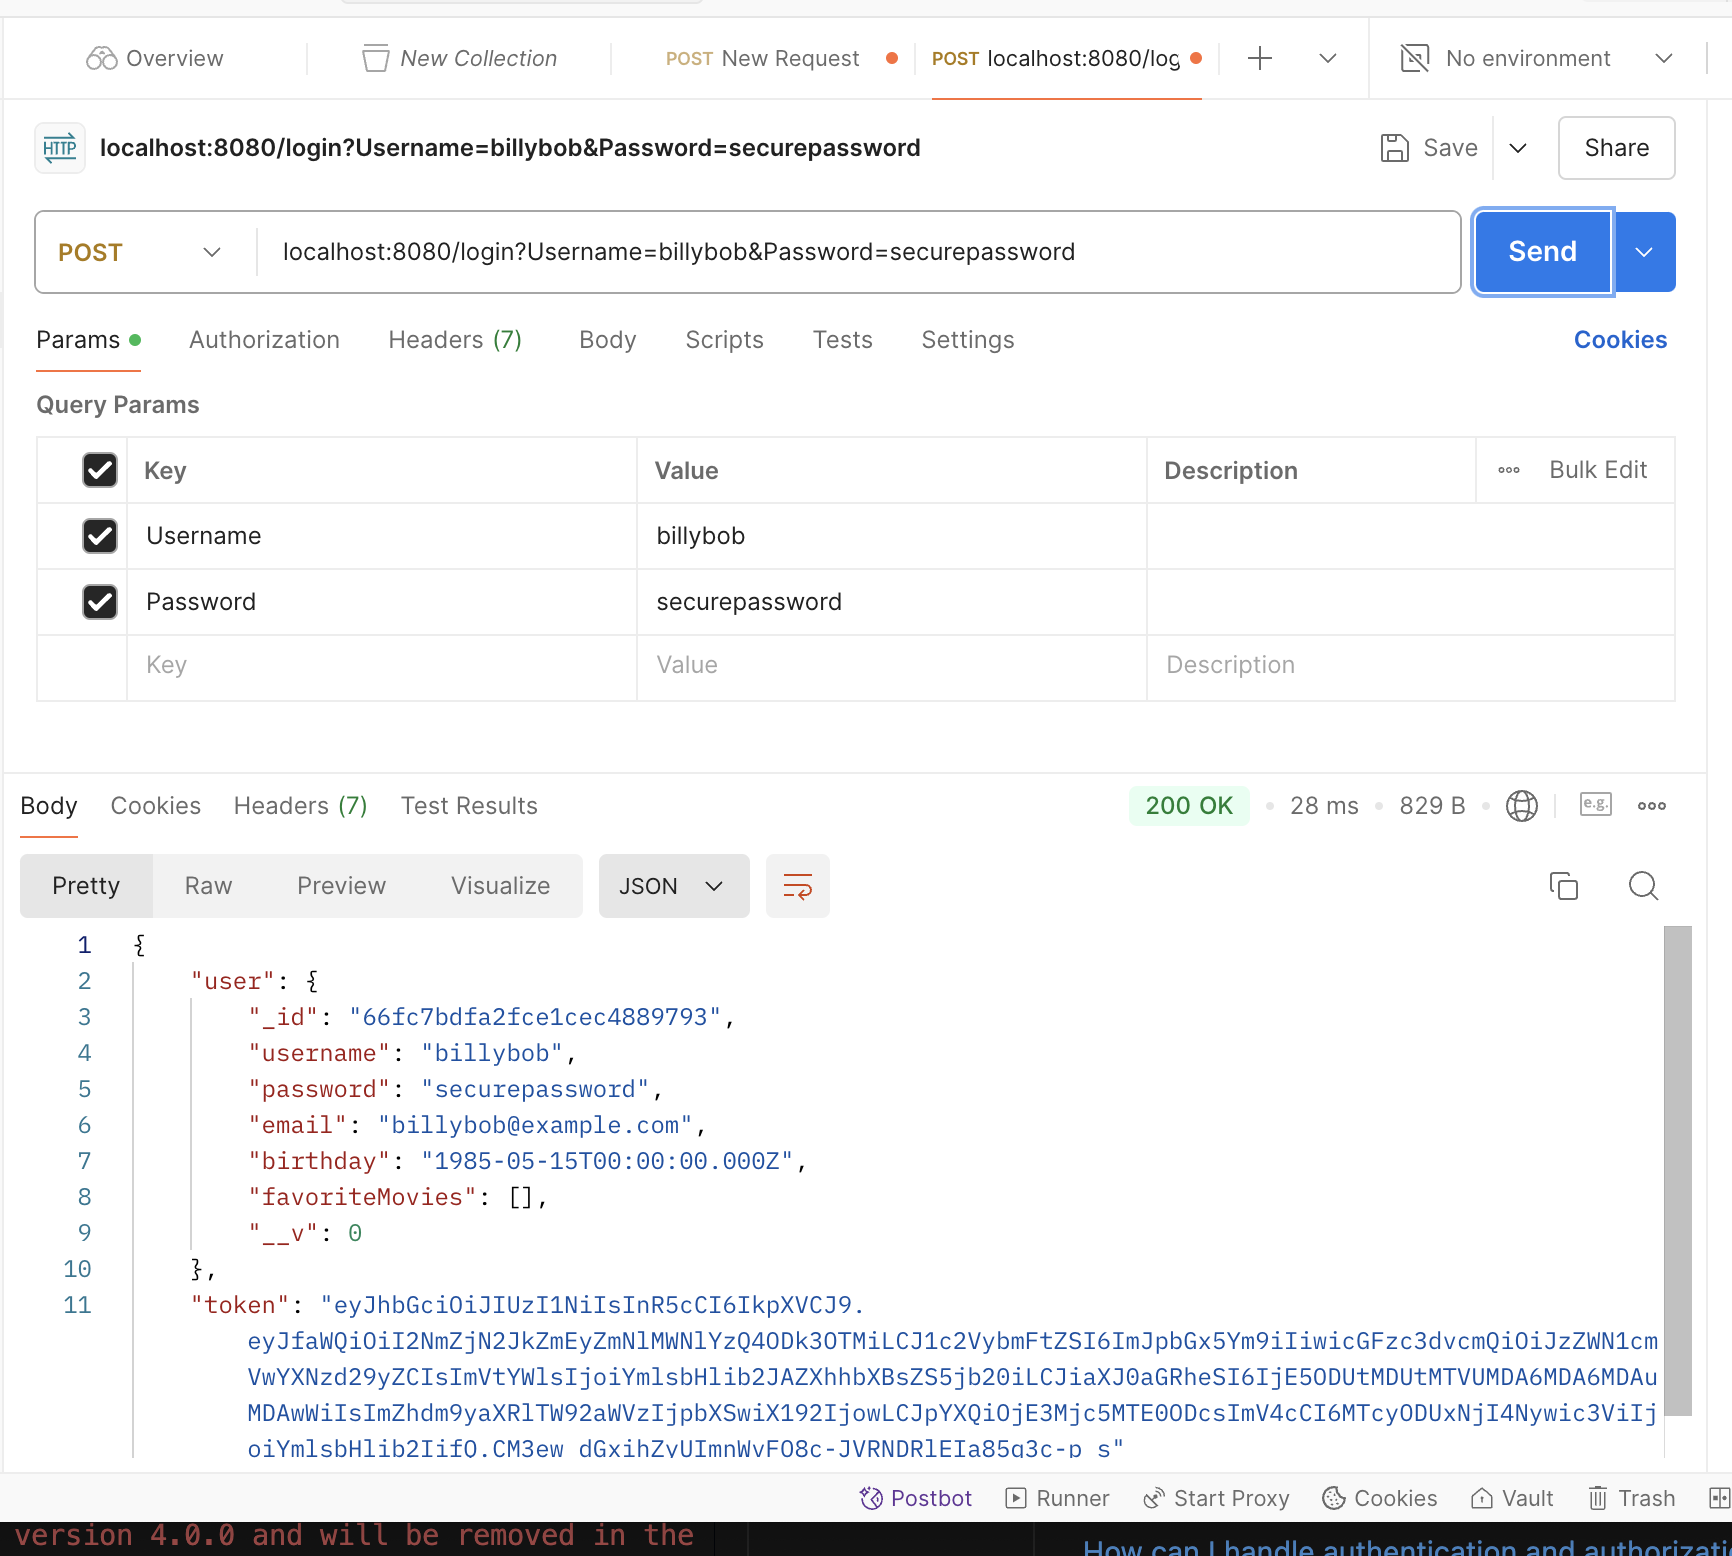 Overview
New Collection
POST New Request
POST localhost:8080/log
No environment
HTTP
localhost:8080/login?Username=billybob&Password=securepassword
Save
Share
POST
localhost:8080/login?Username=billybob&Password=securepassword
Send
Params
Authorization
Headers (7)
Body
Scripts
Tests
Settings
Cookies
Query Params
Key Value Description Bulk Edit
Username billybob
Password securepassword
Key Value Description
Body Cookies Headers (7) Test Results
200 OK 28 ms 829 B e.g.
Pretty Raw Preview Visualize JSON
1 {
2 "user": {
3 "_id": "66fc7bdfa2fce1cec4889793",
4 "username": "billybob",
5 "password": "securepassword",
6 "email": "billybob@example.com",
7 "birthday": "1985-05-15T00:00:00.000Z",
8 "favoriteMovies": [],
9 "__v": 0
10 },
11 "token": "eyJhbGciOiJIUzI1NiIsInR5cCI6IkpXVCJ9.
eyJfaWQiOiI2NmZjN2JkZmEyZmNlMWNlYzQ4ODk3OTMiLCJ1c2VybmFtZSI6ImJpbGx5Ym9iIiwicGFzc3dvcmQiOiJzZWN1cm
VwYXNzd29yZCIsImVtYWlsIjoiYmlsbHlib2JAZXhhbXBsZS5jb20iLCJiaXJ0aGRheSI6IjE5ODUtMDUtMTVUMDA6MDA6MDAu
MDAwWiIsImZhdm9yaXRlTW92aWVzIjpbXSwiX192IjowLCJpYXQiOjE3Mjc5MTE0ODcsImV4cCI6MTcyODUxNjI4Nywic3ViIj
oiYmlsbHlib2IifQ.CM3ew_dGxihZyUImnWvFO8c-JVRNDRlEIa85q3c-p_s"
Postbot Runner Start Proxy Cookies Vault Trash
version 4.0.0 and will be removed in the
How can I handle authentication and authorizati